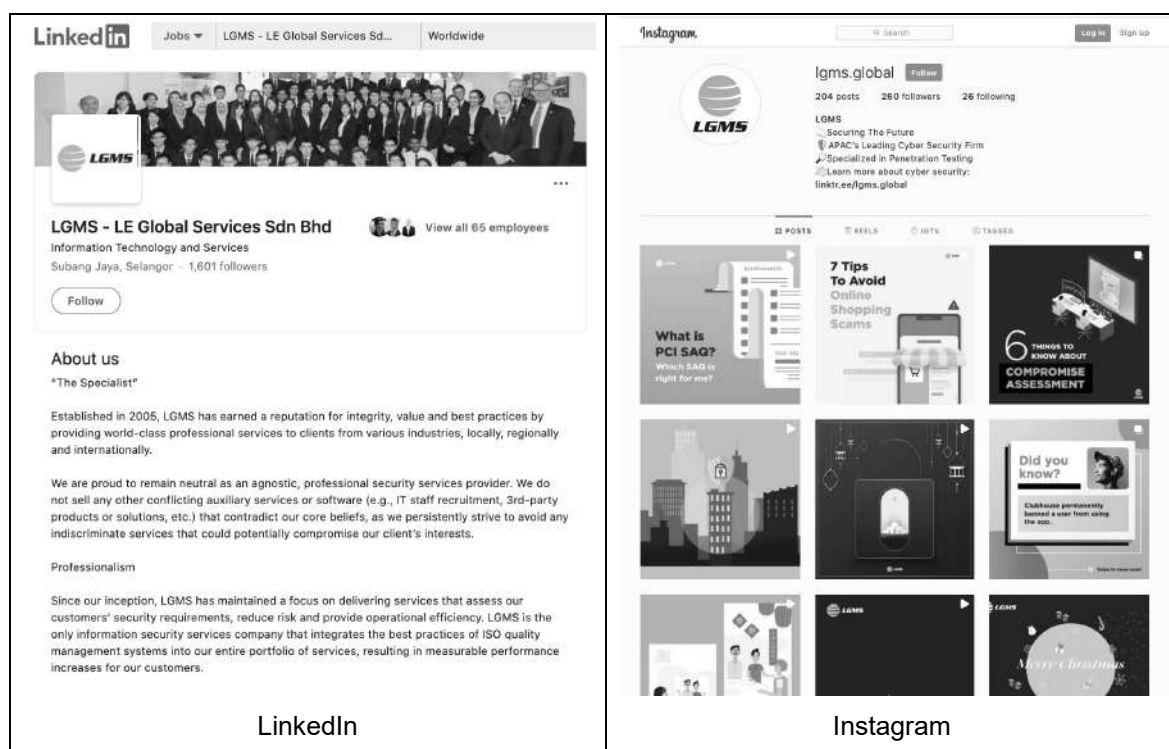 Linked in
Jobs
LGMS - LE Global Services Sd...
Worldwide
LGMS
...
LGMS - LE Global Services Sdn Bhd
View all 65 employees
Information Technology and Services
Subang Jaya, Selangor - 1,601 followers
Follow
About us
"The Specialist"
Established in 2005, LGMS has earned a reputation for integrity, value and best practices by
providing world-class professional services to clients from various industries, locally, regionally
and internationally.
We are proud to remain neutral as an agnostic, professional security services provider. We do
not sell any other conflicting auxiliary services or software (e.g., IT staff recruitment, 3rd-party
products or solutions, etc.) that contradict our core beliefs, as we persistently strive to avoid any
indiscriminate services that could potentially compromise our client's interests.
Professionalism
Since our inception, LGMS has maintained a focus on delivering services that assess our
customers' security requirements, reduce risk and provide operational efficiency. LGMS is the
only information security services company that integrates the best practices of ISO quality
management systems into our entire portfolio of services, resulting in measurable performance
increases for our customers.
LinkedIn
Instagram
Search
Log In
Sign up
LGMS
lgms.global
Follow
204 posts 260 followers 26 following
LGMS
Securing The Future
APAC's Leading Cyber Security Firm
Specialized in Penetration Testing
Learn more about cyber security:
linktr.ee/lgms.global
POSTS
REELS
IGTV
TAGGED
What is
PCI SAQ?
Which SAQ is
right for me?
7 Tips
To Avoid
Online
Shopping
Scams
6
THINGS TO
KNOW ABOUT
COMPROMISE
ASSESSMENT
Did you
know?
Clubhouse permanently
banned a user from using
the app.
LGMS
LGMS
Merry Christmas
Instagram